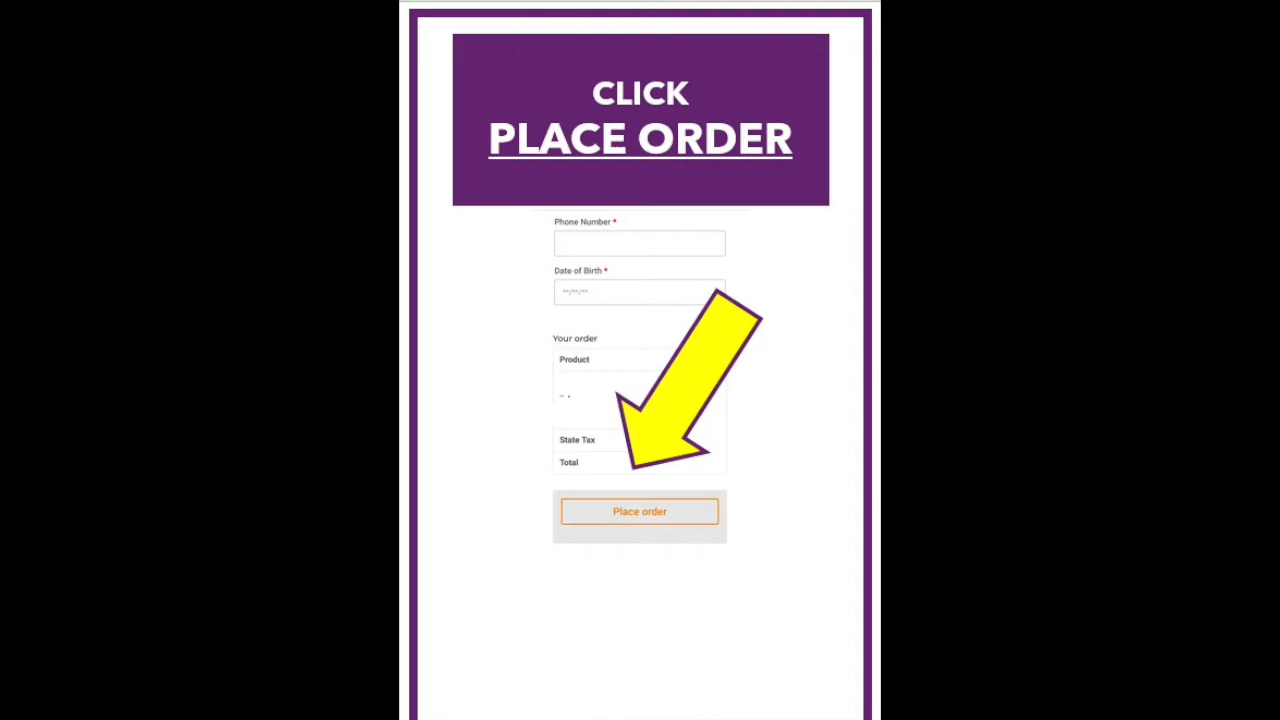 CLICK
PLACE ORDER
Phone Number *
Date of Birth *
--/--/--
Your order
Product
State Tax
Total
Place order